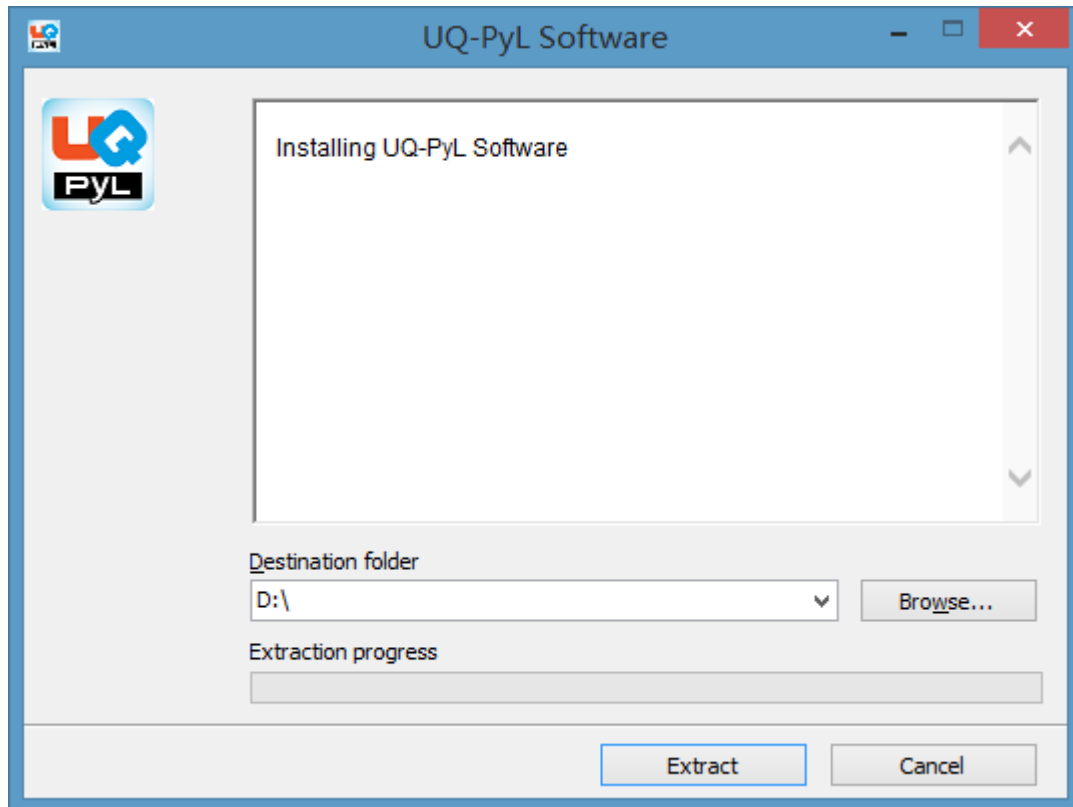 UQ-PyL Software
UQ
PyL
Installing UQ-PyL Software
Destination folder
D:\
Browse...
Extraction progress
Extract
Cancel